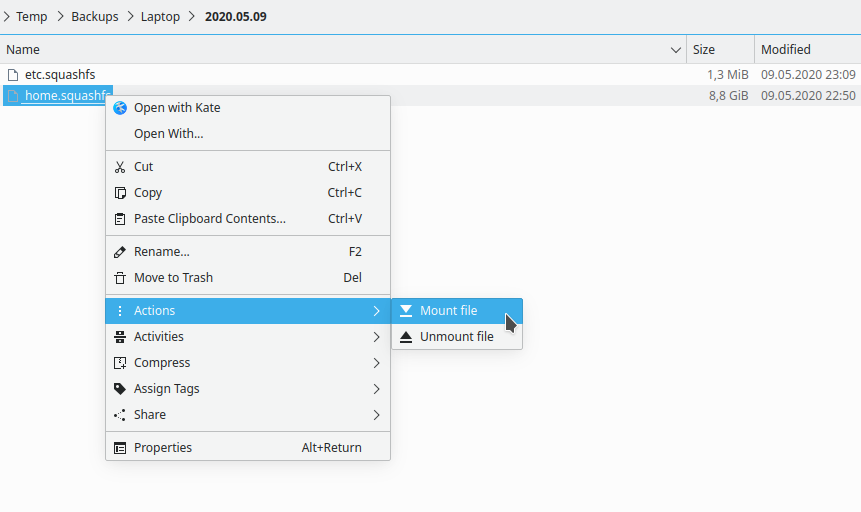 Temp Backups Laptop 2020.05.09
Name Size Modified
etc.squashfs 1,3 MiB 09.05.2020 23:09
home.squashfs 8,8 GiB 09.05.2020 22:50
Open with Kate
Open With...
Cut Ctrl+X
Copy Ctrl+C
Paste Clipboard Contents... Ctrl+V
Rename... F2
Move to Trash Del
Actions
Mount file
Activities
Unmount file
Compress
Assign Tags
Share
Properties Alt+Return